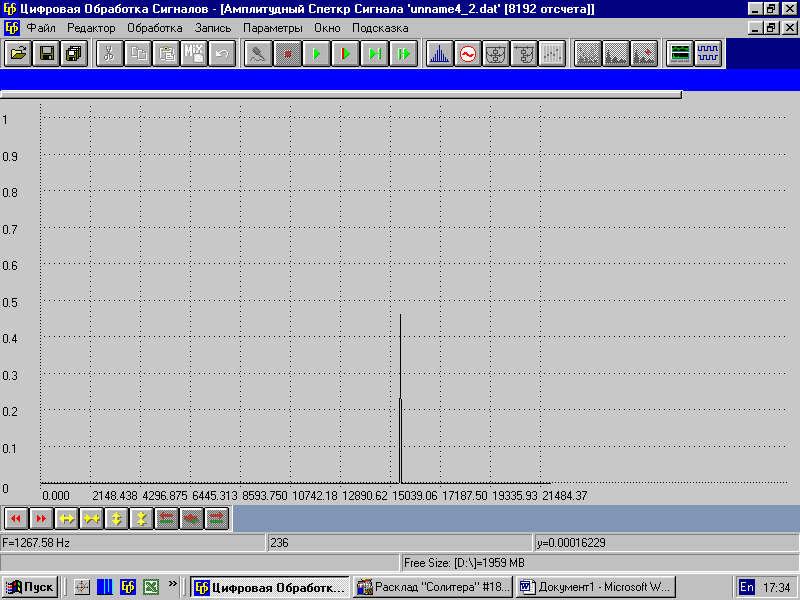 Цифровая Обработка Сигналов - [Амплитудный Спеткр Сигнала 'unname4_2.dat' [8192 отсчета]]
Файл Редактор Обработка Запись Параметры Окно Подсказка
MiX
1
0.9
0.8
0.7
0.6
0.5
0.4
0.3
0.2
0.1
0
0.000 2148.438 4296.875 6445.313 8593.750 10742.18 12890.62 15039.06 17187.50 19335.93 21484.37
F=1267.58 Hz 236 y=0.00016229
Free Size: [D:\]=1959 MB
Пуск » Цифровая Обработк... Расклад "Солитера" #18... Документ1 - Microsoft W... En 17:34